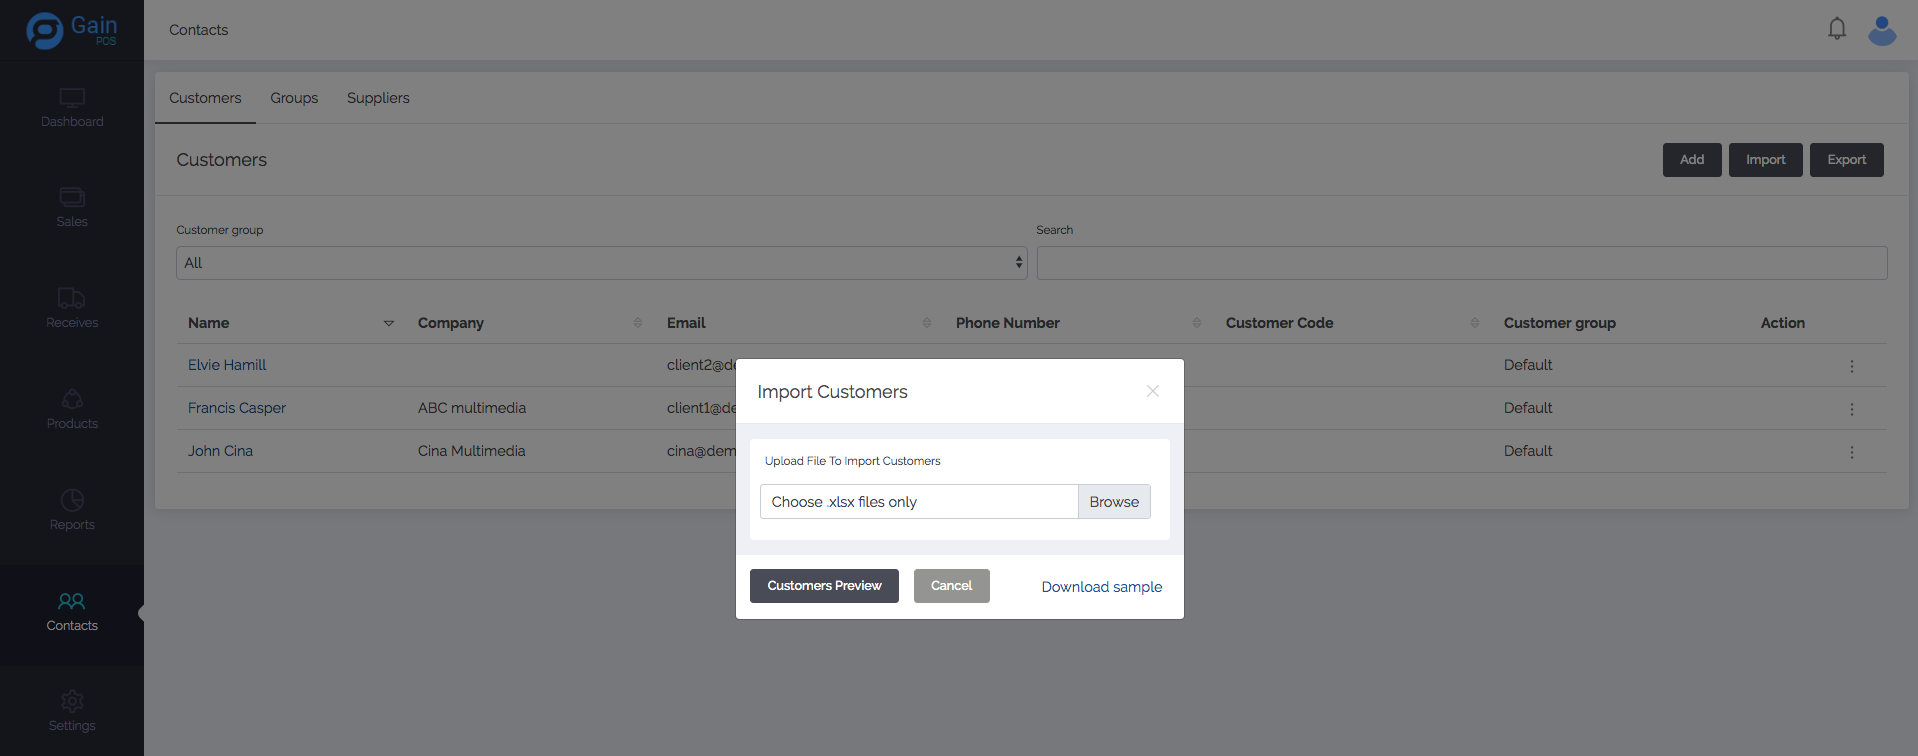 Gain
POS
Contacts
Dashboard
Sales
Receives
Products
Reports
Contacts
Settings
Customers Groups Suppliers
Customers
Add Import Export
Customer group Search
All
Name Company Email Phone Number Customer Code Customer group Action
Elvie Hamill client2@de Default
Francis Casper ABC multimedia client1@de Default
John Cina Cina Multimedia cina@dem Default
Import Customers
Upload File To Import Customers
Choose .xlsx files only Browse
Customers Preview Cancel Download sample